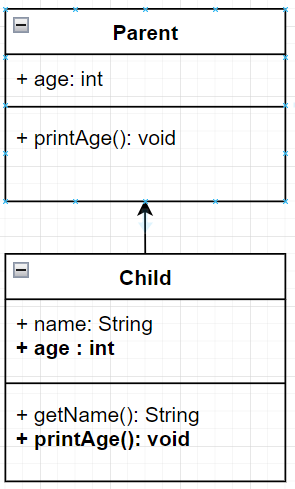 Parent
+ age: int
+ printAge(): void
Child
+ name: String
+ age : int
+ getName(): String
+ printAge(): void